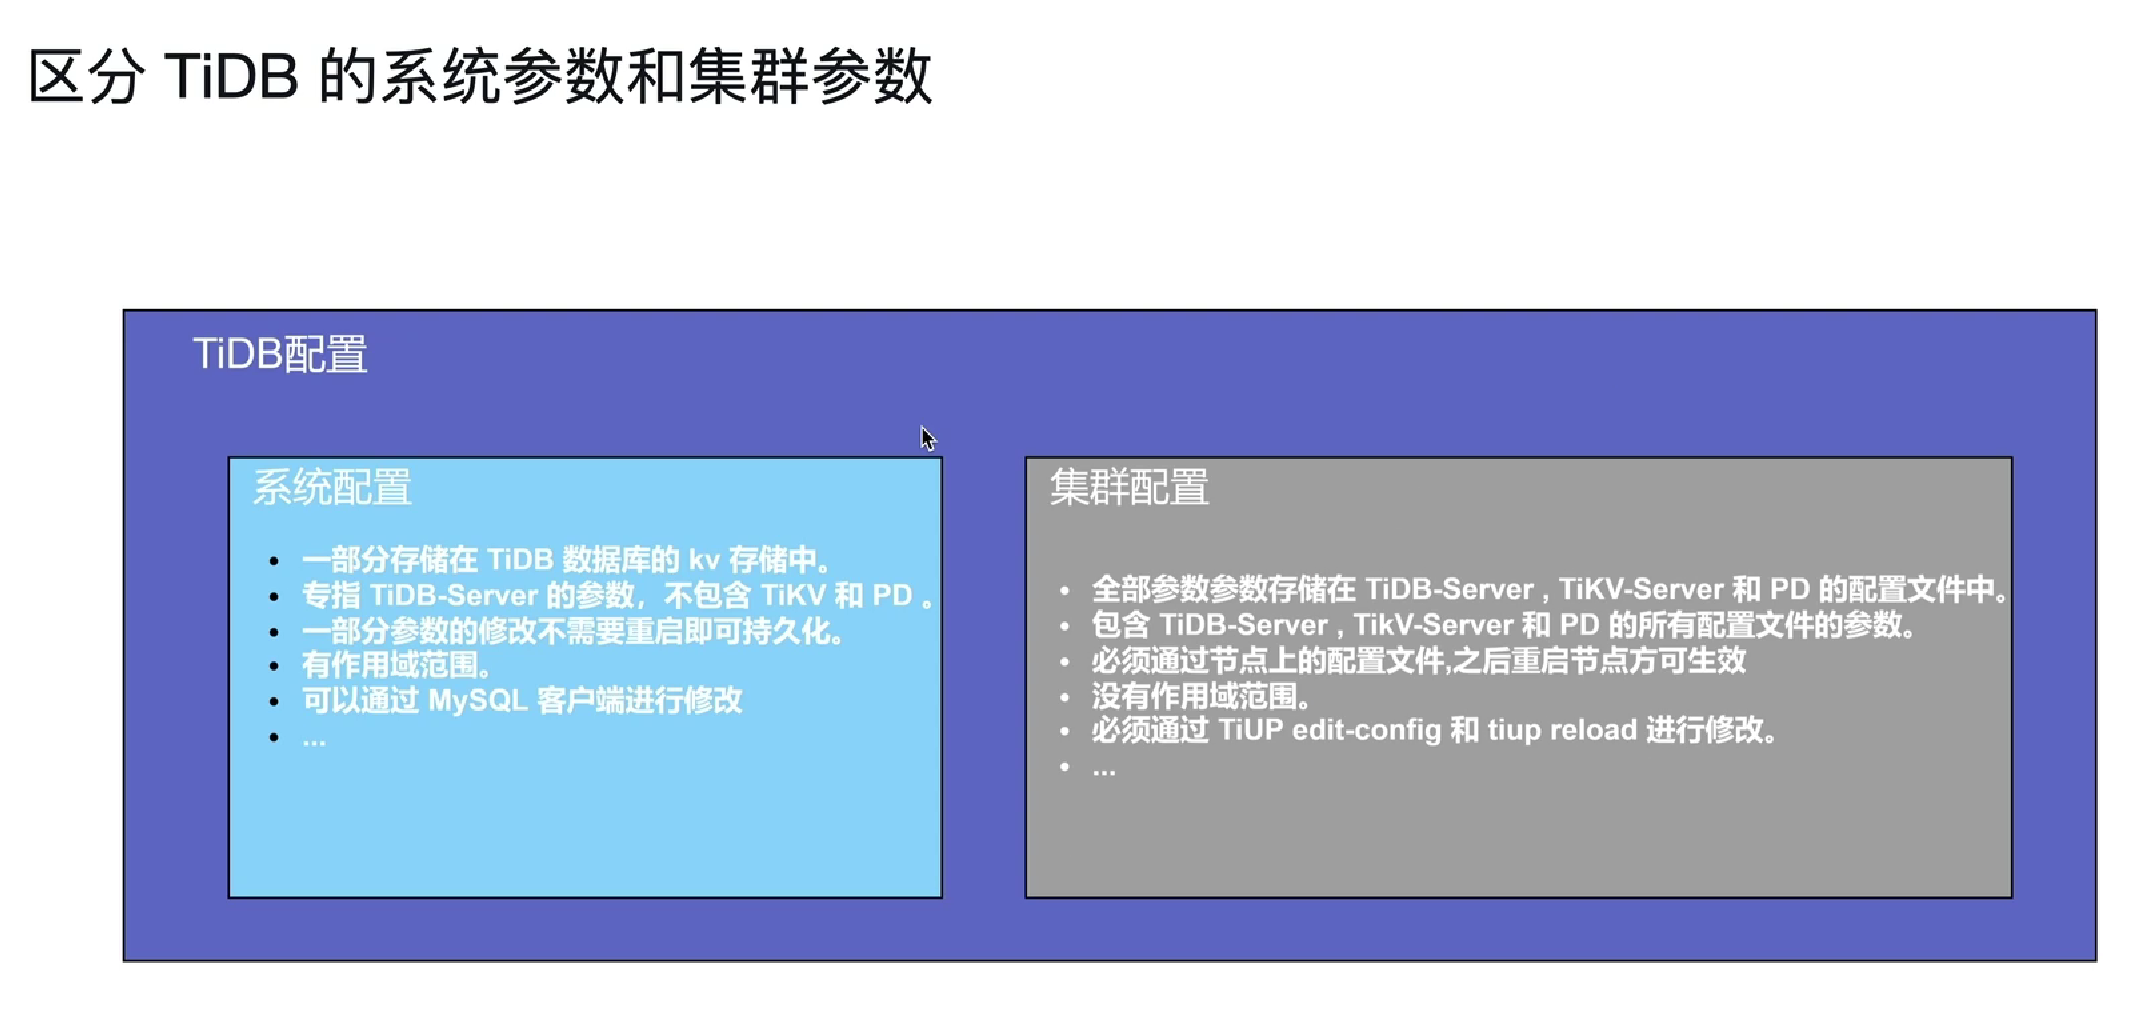 区分 TiDB 的系统参数和集群参数
TiDB配置
系统配置
• 一部分存储在 TiDB 数据库的 kv 存储中。
• 专指 TiDB-Server 的参数，不包含 TiKV 和 PD 。
• 一部分参数的修改不需要重启即可持久化。
• 有作用域范围。
• 可以通过 MySQL 客户端进行修改
• ...
集群配置
• 全部参数参数存储在 TiDB-Server , TiKV-Server 和 PD 的配置文件中。
• 包含 TiDB-Server , TikV-Server 和 PD 的所有配置文件的参数。
• 必须通过节点上的配置文件,之后重启节点方可生效
• 没有作用域范围。
• 必须通过 TiUP edit-config 和 tiup reload 进行修改。
• ...